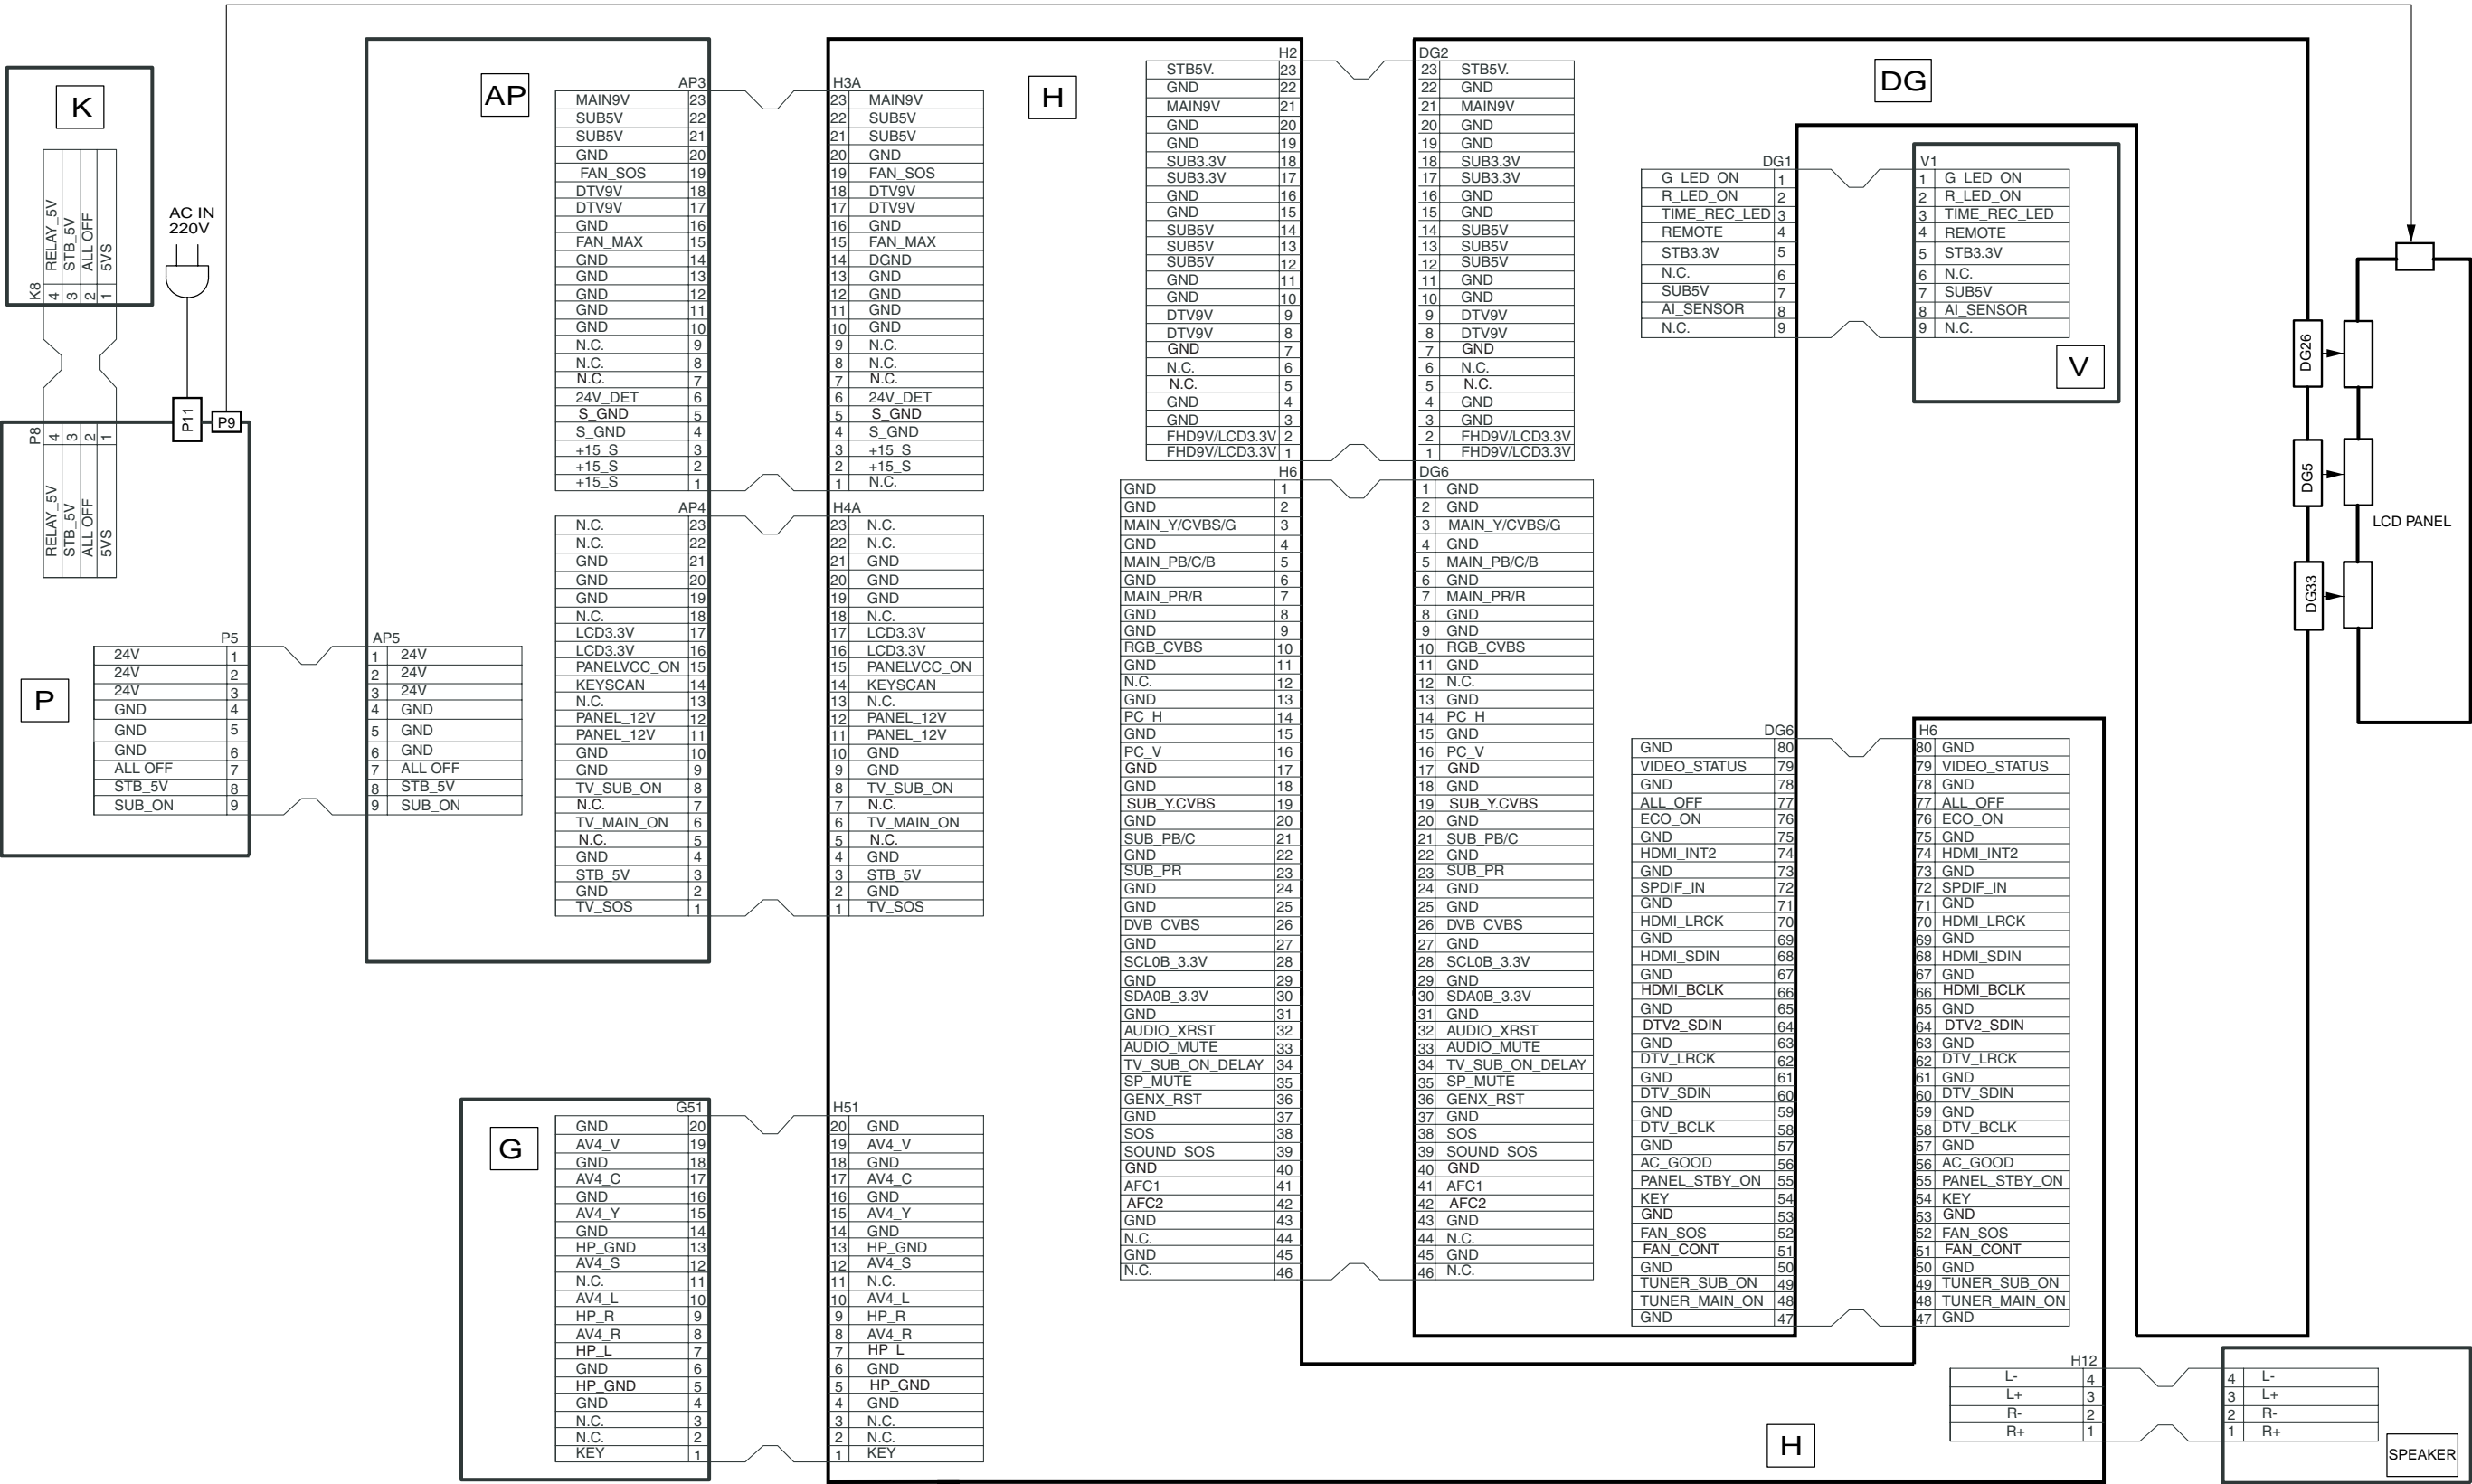 K
K8
4 RELAY_5V
3 STB_5V
2 ALL OFF
1 5VS
AC IN
220V
P11
P9
P8
4 RELAY_5V
3 STB_5V
2 ALL OFF
1 5VS
P
P5
24V 1
24V 2
24V 3
GND 4
GND 5
GND 6
ALL OFF 7
STB_5V 8
SUB_ON 9
AP5
1 24V
2 24V
3 24V
4 GND
5 GND
6 GND
7 ALL OFF
8 STB_5V
9 SUB_ON
AP
AP3
MAIN9V 23
SUB5V 22
SUB5V 21
GND 20
FAN_SOS 19
DTV9V 18
DTV9V 17
GND 16
FAN_MAX 15
GND 14
GND 13
GND 12
GND 11
GND 10
N.C. 9
N.C. 8
N.C. 7
24V_DET 6
S_GND 5
S_GND 4
+15_S 3
+15_S 2
+15_S 1
H3A
23 MAIN9V
22 SUB5V
21 SUB5V
20 GND
19 FAN_SOS
18 DTV9V
17 DTV9V
16 GND
15 FAN_MAX
14 DGND
13 GND
12 GND
11 GND
10 GND
9 N.C.
8 N.C.
7 N.C.
6 24V_DET
5 S_GND
4 S_GND
3 +15_S
2 +15_S
1 N.C.
AP4
N.C. 23
N.C. 22
GND 21
GND 20
GND 19
N.C. 18
LCD3.3V 17
LCD3.3V 16
PANELVCC_ON 15
KEYSCAN 14
N.C. 13
PANEL_12V 12
PANEL_12V 11
GND 10
GND 9
TV_SUB_ON 8
N.C. 7
TV_MAIN_ON 6
N.C. 5
GND 4
STB_5V 3
GND 2
TV_SOS 1
H4A
23 N.C.
22 N.C.
21 GND
20 GND
19 GND
18 N.C.
17 LCD3.3V
16 LCD3.3V
15 PANELVCC_ON
14 KEYSCAN
13 N.C.
12 PANEL_12V
11 PANEL_12V
10 GND
9 GND
8 TV_SUB_ON
7 N.C.
6 TV_MAIN_ON
5 N.C.
4 GND
3 STB_5V
2 GND
1 TV_SOS
G
G51
GND 20
AV4_V 19
GND 18
AV4_C 17
GND 16
AV4_Y 15
GND 14
HP_GND 13
AV4_S 12
N.C. 11
AV4_L 10
HP_R 9
AV4_R 8
HP_L 7
GND 6
HP_GND 5
GND 4
N.C. 3
N.C. 2
KEY 1
H51
20 GND
19 AV4_V
18 GND
17 AV4_C
16 GND
15 AV4_Y
14 GND
13 HP_GND
12 AV4_S
11 N.C.
10 AV4_L
9 HP_R
8 AV4_R
7 HP_L
6 GND
5 HP_GND
4 GND
3 N.C.
2 N.C.
1 KEY
H
H2
STB5V. 23
GND 22
MAIN9V 21
GND 20
GND 19
SUB3.3V 18
SUB3.3V 17
GND 16
GND 15
SUB5V 14
SUB5V 13
SUB5V 12
GND 11
GND 10
DTV9V 9
DTV9V 8
GND 7
N.C. 6
N.C. 5
GND 4
GND 3
FHD9V/LCD3.3V 2
FHD9V/LCD3.3V 1
DG2
23 STB5V.
22 GND
21 MAIN9V
20 GND
19 GND
18 SUB3.3V
17 SUB3.3V
16 GND
15 GND
14 SUB5V
13 SUB5V
12 SUB5V
11 GND
10 GND
9 DTV9V
8 DTV9V
7 GND
6 N.C.
5 N.C.
4 GND
3 GND
2 FHD9V/LCD3.3V
1 FHD9V/LCD3.3V
H6
GND 1
GND 2
MAIN_Y/CVBS/G 3
GND 4
MAIN_PB/C/B 5
GND 6
MAIN_PR/R 7
GND 8
GND 9
RGB_CVBS 10
GND 11
N.C. 12
GND 13
PC_H 14
GND 15
PC_V 16
GND 17
GND 18
SUB_Y.CVBS 19
GND 20
SUB_PB/C 21
GND 22
SUB_PR 23
GND 24
GND 25
DVB_CVBS 26
GND 27
SCL0B_3.3V 28
GND 29
SDA0B_3.3V 30
GND 31
AUDIO_XRST 32
AUDIO_MUTE 33
TV_SUB_ON_DELAY 34
SP_MUTE 35
GENX_RST 36
GND 37
SOS 38
SOUND_SOS 39
GND 40
AFC1 41
AFC2 42
GND 43
N.C. 44
GND 45
N.C. 46
DG6
1 GND
2 GND
3 MAIN_Y/CVBS/G
4 GND
5 MAIN_PB/C/B
6 GND
7 MAIN_PR/R
8 GND
9 GND
10 RGB_CVBS
11 GND
12 N.C.
13 GND
14 PC_H
15 GND
16 PC_V
17 GND
18 GND
19 SUB_Y.CVBS
20 GND
21 SUB_PB/C
22 GND
23 SUB_PR
24 GND
25 GND
26 DVB_CVBS
27 GND
28 SCL0B_3.3V
29 GND
30 SDA0B_3.3V
31 GND
32 AUDIO_XRST
33 AUDIO_MUTE
34 TV_SUB_ON_DELAY
35 SP_MUTE
36 GENX_RST
37 GND
38 SOS
39 SOUND_SOS
40 GND
41 AFC1
42 AFC2
43 GND
44 N.C.
45 GND
46 N.C.
DG
DG1
G_LED_ON 1
R_LED_ON 2
TIME_REC_LED 3
REMOTE 4
STB3.3V 5
N.C. 6
SUB5V 7
AI_SENSOR 8
N.C. 9
V1
1 G_LED_ON
2 R_LED_ON
3 TIME_REC_LED
4 REMOTE
5 STB3.3V
6 N.C.
7 SUB5V
8 AI_SENSOR
9 N.C.
V
DG6
GND 80
VIDEO_STATUS 79
GND 78
ALL_OFF 77
ECO_ON 76
GND 75
HDMI_INT2 74
GND 73
SPDIF_IN 72
GND 71
HDMI_LRCK 70
GND 69
HDMI_SDIN 68
GND 67
HDMI_BCLK 66
GND 65
DTV2_SDIN 64
GND 63
DTV_LRCK 62
GND 61
DTV_SDIN 60
GND 59
DTV_BCLK 58
GND 57
AC_GOOD 56
PANEL_STBY_ON 55
KEY 54
GND 53
FAN_SOS 52
FAN_CONT 51
GND 50
TUNER_SUB_ON 49
TUNER_MAIN_ON 48
GND 47
H6
80 GND
79 VIDEO_STATUS
78 GND
77 ALL_OFF
76 ECO_ON
75 GND
74 HDMI_INT2
73 GND
72 SPDIF_IN
71 GND
70 HDMI_LRCK
69 GND
68 HDMI_SDIN
67 GND
66 HDMI_BCLK
65 GND
64 DTV2_SDIN
63 GND
62 DTV_LRCK
61 GND
60 DTV_SDIN
59 GND
58 DTV_BCLK
57 GND
56 AC_GOOD
55 PANEL_STBY_ON
54 KEY
53 GND
52 FAN_SOS
51 FAN_CONT
50 GND
49 TUNER_SUB_ON
48 TUNER_MAIN_ON
47 GND
DG26
DG5
DG33
LCD PANEL
H
H12
L- 4
L+ 3
R- 2
R+ 1
4 L-
3 L+
2 R-
1 R+
SPEAKER